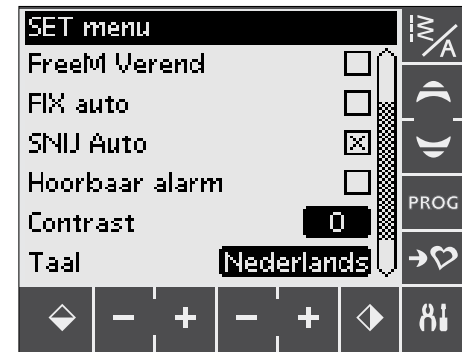 SET menu
FreeM Verend
FIX auto
SNIJ Auto
Hoorbaar alarm
Contrast 0
Taal Nederlands
A
PROG